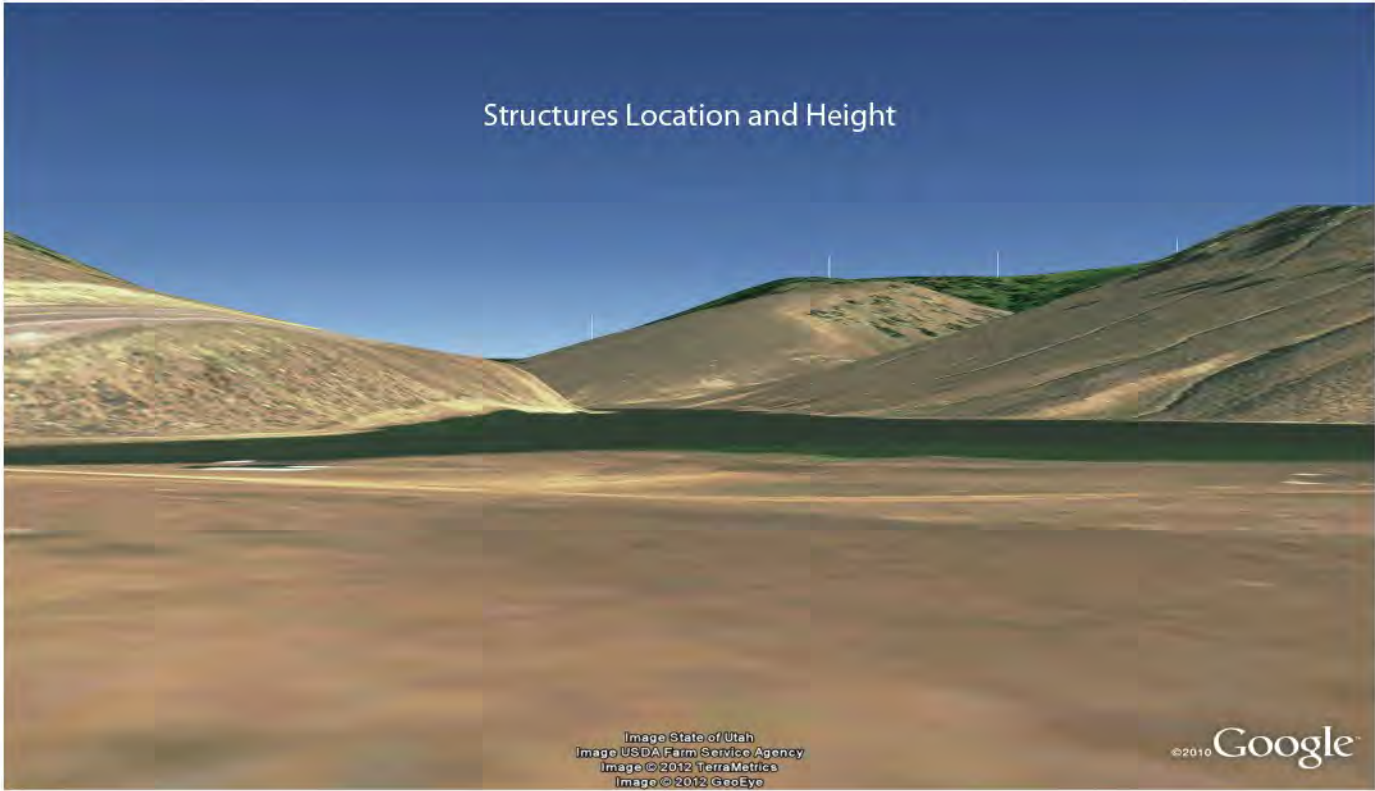 Structures Location and Height
Image State of Utah
Image USDA Farm Service Agency
Image © 2012 TerraMetrics
Image © 2012 GeoEye
©2010 Google™